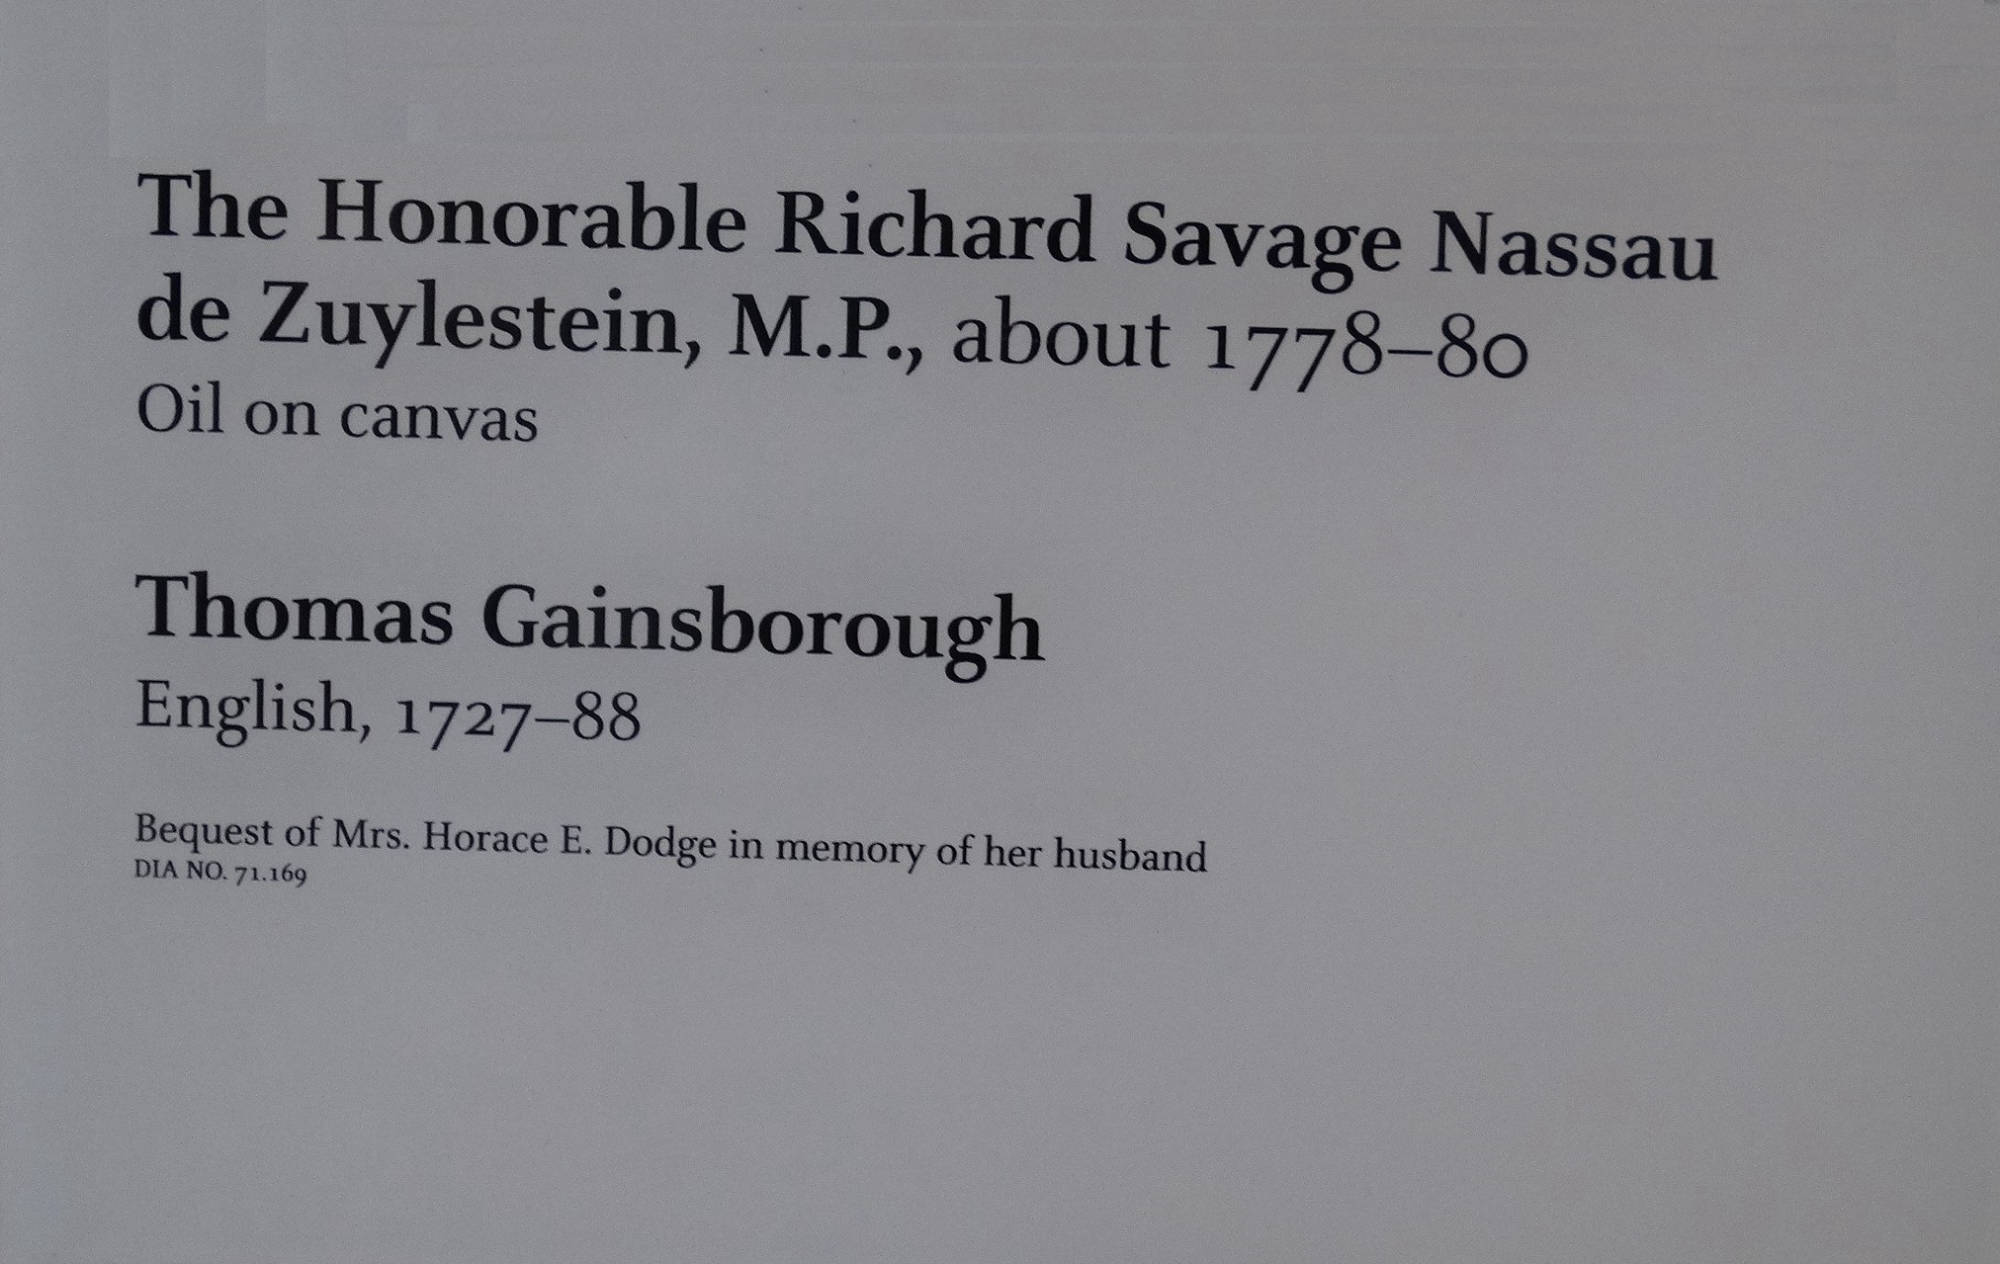 The Honorable Richard Savage Nassau
de Zuylestein, M.P., about 1778–80
Oil on canvas
Thomas Gainsborough
English, 1727–88
Bequest of Mrs. Horace E. Dodge in memory of her husband
DIA NO. 71.169